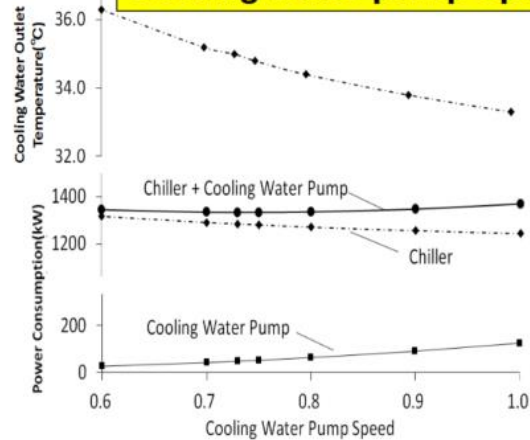 Cooling Water Outlet
Temperature(℃)
36.0
34.0
32.0
Power Consumption(kW)
1400
1200
200
0
Chiller + Cooling Water Pump
Chiller
Cooling Water Pump
0.6 0.7 0.8 0.9 1.0
Cooling Water Pump Speed